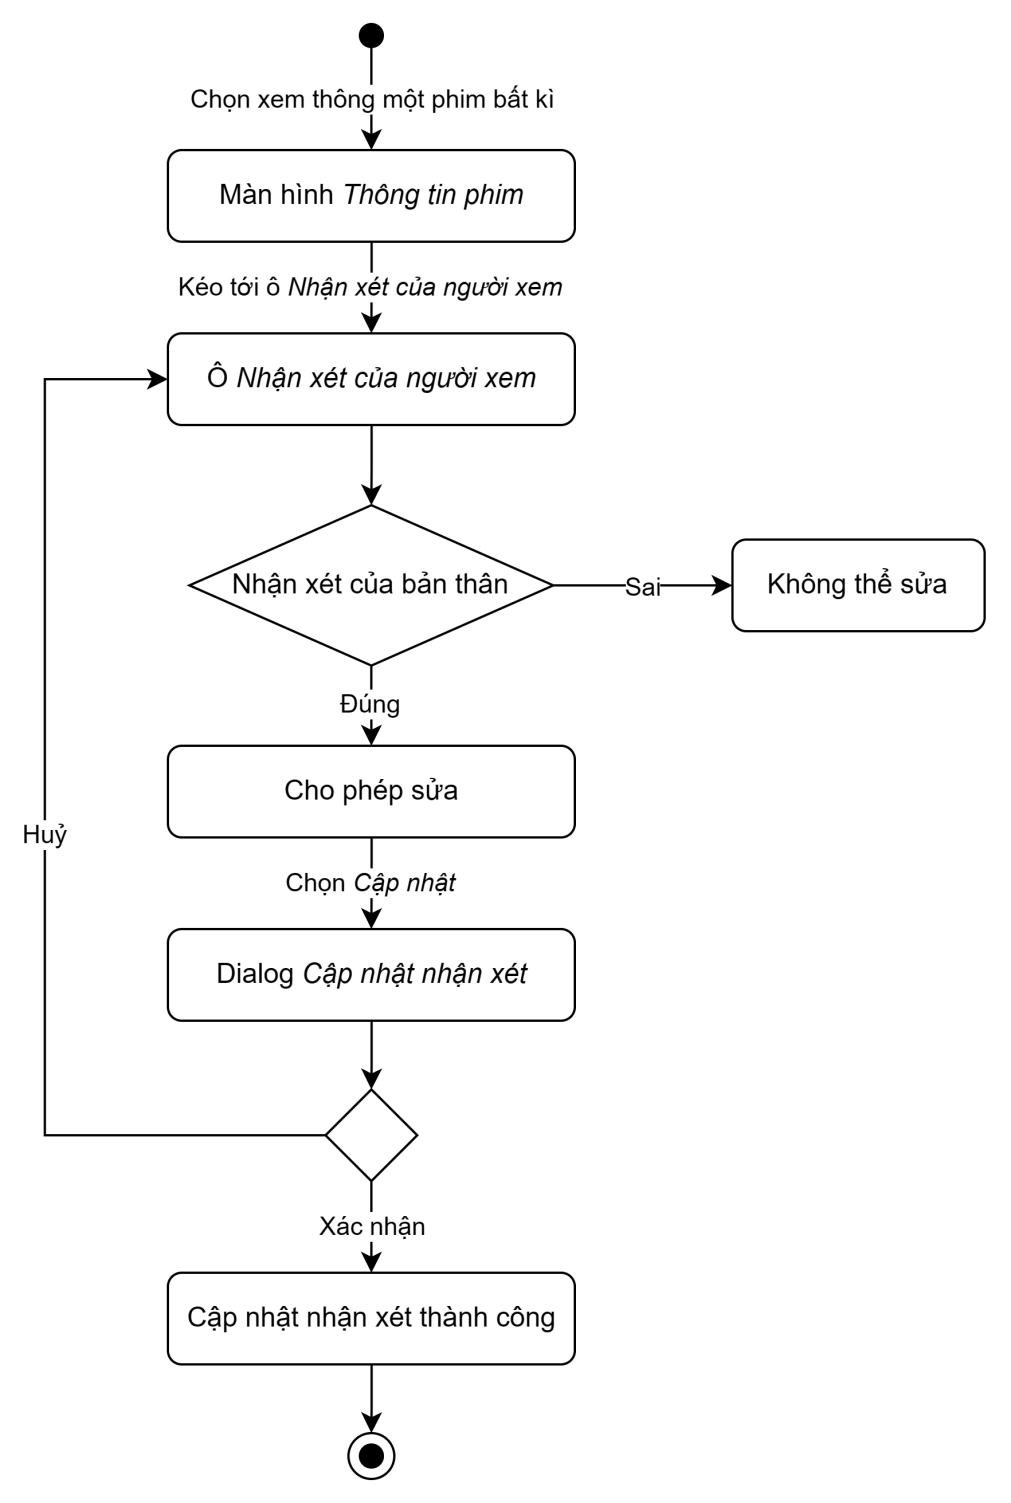 Chọn xem thông một phim bất kì
Màn hình Thông tin phim
Kéo tới ô Nhận xét của người xem
Ô Nhận xét của người xem
Nhận xét của bản thân
Sai
Không thể sửa
Đúng
Cho phép sửa
Huỷ
Chọn Cập nhật
Dialog Cập nhật nhận xét
Xác nhận
Cập nhật nhận xét thành công